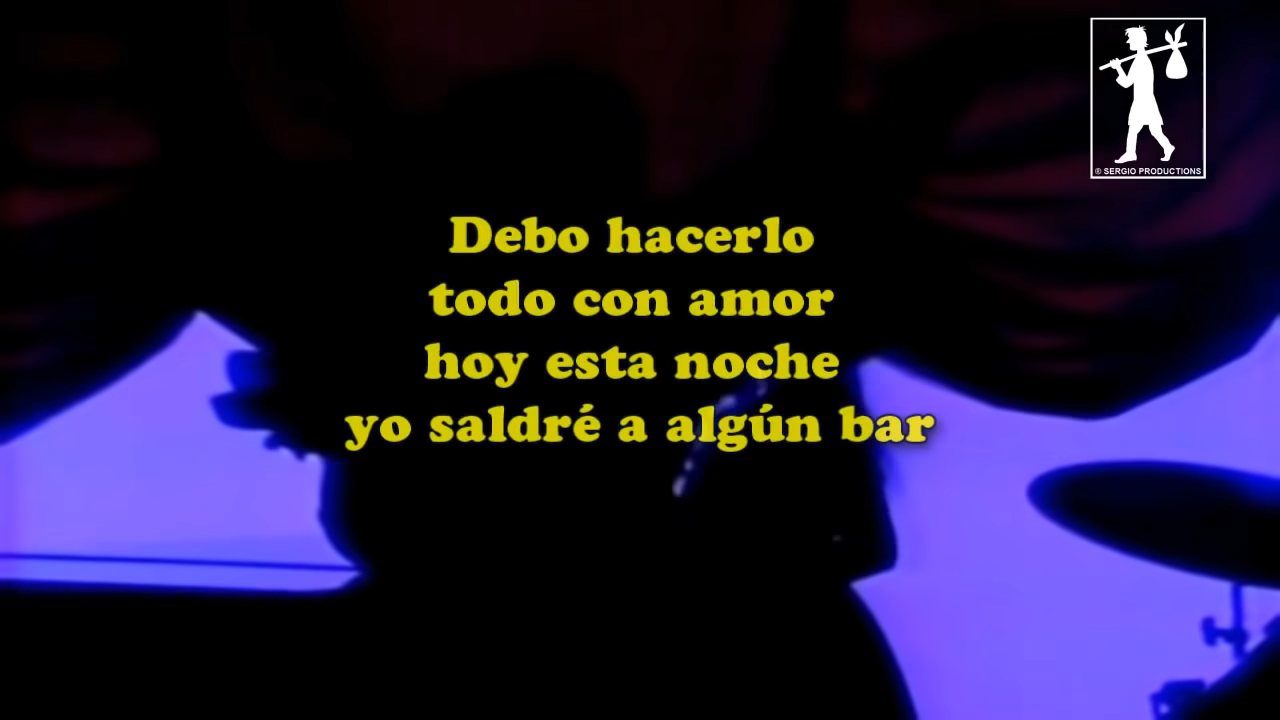 ® SERGIO PRODUCTIONS
Debo hacerlo
todo con amor
hoy esta noche
yo saldré a algún bar